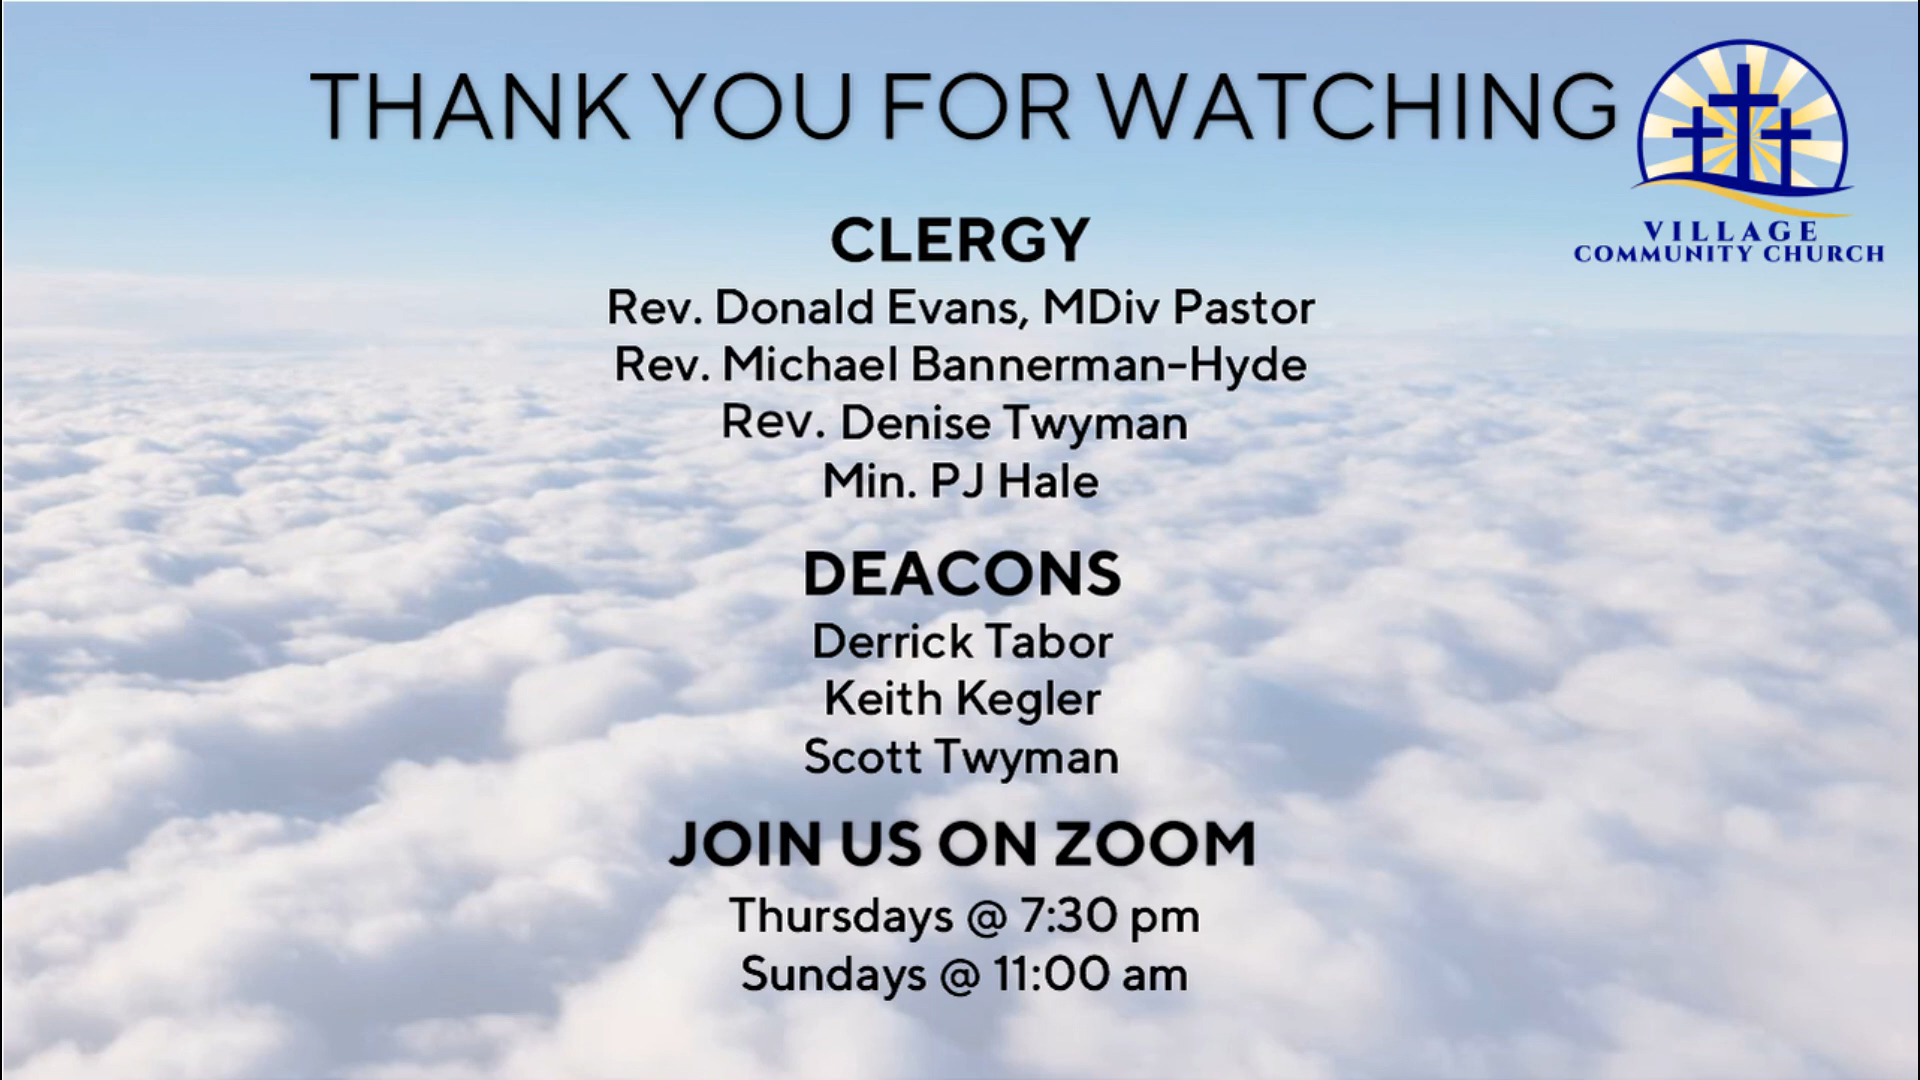 THANK YOU FOR WATCHING
VILLAGE
COMMUNITY CHURCH
CLERGY
Rev. Donald Evans, MDiv Pastor
Rev. Michael Bannerman-Hyde
Rev. Denise Twyman
Min. PJ Hale
DEACONS
Derrick Tabor
Keith Kegler
Scott Twyman
JOIN US ON ZOOM
Thursdays @ 7:30 pm
Sundays @ 11:00 am